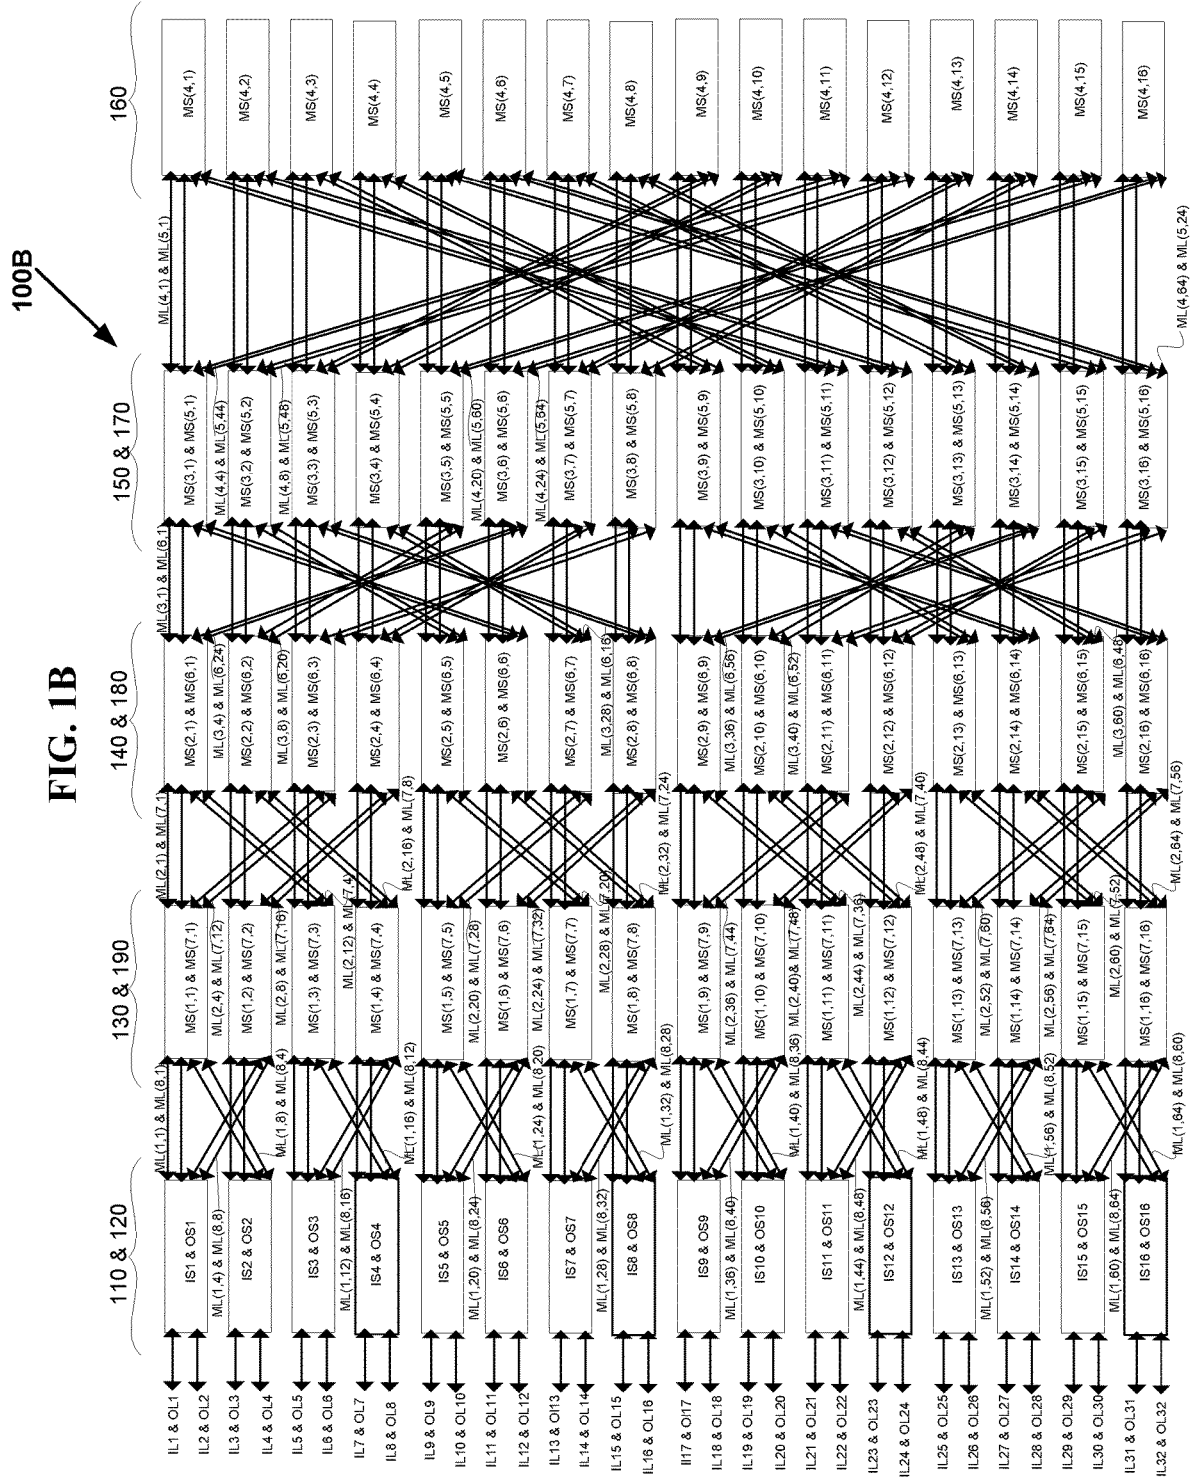 FIG. 1B
100B
110 & 120
130 & 190
140 & 180
150 & 170
160
IL1 & OL1
IL2 & OL2
IL3 & OL3
IL4 & OL4
IL5 & OL5
IL6 & OL6
IL7 & OL7
IL8 & OL8
IL9 & OL9
IL10 & OL10
IL11 & OL11
IL12 & OL12
IL13 & Ol13
IL14 & OL14
IL15 & OL15
IL16 & OL16
Il17 & Ol17
IL18 & OL18
IL19 & OL19
IL20 & OL20
IL21 & OL21
IL22 & OL22
IL23 & OL23
IL24 & OL24
IL25 & OL25
IL26 & OL26
IL27 & OL27
IL28 & OL28
IL29 & OL29
IL30 & OL30
IL31 & OL31
IL32 & OL32
IS1 & OS1
IS2 & OS2
IS3 & OS3
IS4 & OS4
IS5 & OS5
IS6 & OS6
IS7 & OS7
IS8 & OS8
IS9 & OS9
IS10 & OS10
IS11 & OS11
IS12 & OS12
IS13 & OS13
IS14 & OS14
IS15 & OS15
IS16 & OS16
ML(1,1) & ML(8,1)
ML(1,4) & ML(8,8)
ML(1,8) & ML(8,4)
ML(1,12) & ML(8,16)
ML(1,16) & ML(8,12)
ML(1,20) & ML(8,24)
ML(1,24) & ML(8,20)
ML(1,28) & ML(8,32)
ML(1,32) & ML(8,28)
ML(1,36) & ML(8,40)
ML(1,40) & ML(8,36)
ML(1,44) & ML(8,48)
ML(1,48) & ML(8,44)
ML(1,52) & ML(8,56)
ML(1,56) & ML(8,52)
ML(1,60) & ML(8,64)
ML(1,64) & ML(8,60)
MS(1,1) & MS(7,1)
MS(1,2) & MS(7,2)
MS(1,3) & MS(7,3)
MS(1,4) & MS(7,4)
MS(1,5) & MS(7,5)
MS(1,6) & MS(7,6)
MS(1,7) & MS(7,7)
MS(1,8) & MS(7,8)
MS(1,9) & MS(7,9)
MS(1,10) & MS(7,10)
MS(1,11) & MS(7,11)
MS(1,12) & MS(7,12)
MS(1,13) & MS(7,13)
MS(1,14) & MS(7,14)
MS(1,15) & MS(7,15)
MS(1,16) & MS(7,16)
ML(2,1) & ML(7,1)
ML(2,4) & ML(7,12)
ML(2,8) & ML(7,16)
ML(2,12) & ML(7,4)
ML(2,16) & ML(7,8)
ML(2,20) & ML(7,28)
ML(2,24) & ML(7,32)
ML(2,28) & ML(7,20)
ML(2,32) & ML(7,24)
ML(2,36) & ML(7,44)
ML(2,40)& ML(7,48)
ML(2,44) & ML(7,36)
ML(2,48) & ML(7,40)
ML(2,52) & ML(7,60)
ML(2,56) & ML(7,64)
ML(2,60) & ML(7,52)
ML(2,64) & ML(7,56)
MS(2,1) & MS(6,1)
MS(2,2) & MS(6,2)
MS(2,3) & MS(6,3)
MS(2,4) & MS(6,4)
MS(2,5) & MS(6,5)
MS(2,6) & MS(6,6)
MS(2,7) & MS(6,7)
MS(2,8) & MS(6,8)
MS(2,9) & MS(6,9)
MS(2,10) & MS(6,10)
MS(2,11) & MS(6,11)
MS(2,12) & MS(6,12)
MS(2,13) & MS(6,13)
MS(2,14) & MS(6,14)
MS(2,15) & MS(6,15)
MS(2,16) & MS(6,16)
ML(3,1) & ML(6,1)
ML(3,4) & ML(6,24)
ML(3,8) & ML(6,20)
ML(3,28) & ML(6,16)
ML(3,36) & ML(6,56)
ML(3,40) & ML(6,52)
ML(3,60) & ML(6,48)
MS(3,1) & MS(5,1)
MS(3,2) & MS(5,2)
MS(3,3) & MS(5,3)
MS(3,4) & MS(5,4)
MS(3,5) & MS(5,5)
MS(3,6) & MS(5,6)
MS(3,7) & MS(5,7)
MS(3,8) & MS(5,8)
MS(3,9) & MS(5,9)
MS(3,10) & MS(5,10)
MS(3,11) & MS(5,11)
MS(3,12) & MS(5,12)
MS(3,13) & MS(5,13)
MS(3,14) & MS(5,14)
MS(3,15) & MS(5,15)
MS(3,16) & MS(5,16)
ML(4,1) & ML(5,1)
ML(4,4) & ML(5,44)
ML(4,8) & ML(5,48)
ML(4,20) & ML(5,60)
ML(4,24) & ML(5,64)
ML(4,64) & ML(5,24)
MS(4,1)
MS(4,2)
MS(4,3)
MS(4,4)
MS(4,5)
MS(4,6)
MS(4,7)
MS(4,8)
MS(4,9)
MS(4,10)
MS(4,11)
MS(4,12)
MS(4,13)
MS(4,14)
MS(4,15)
MS(4,16)